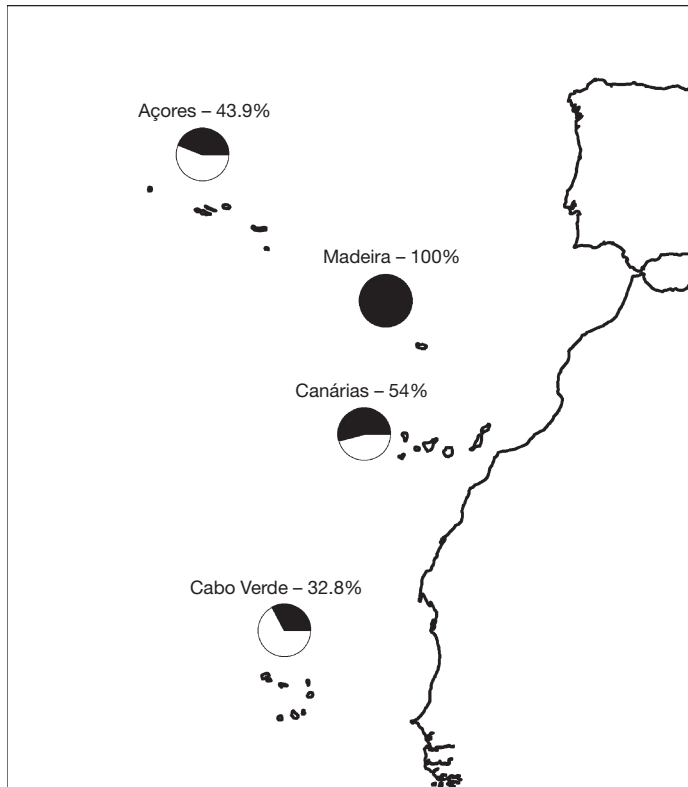 Açores – 43.9%
Madeira – 100%
Canárias – 54%
Cabo Verde – 32.8%